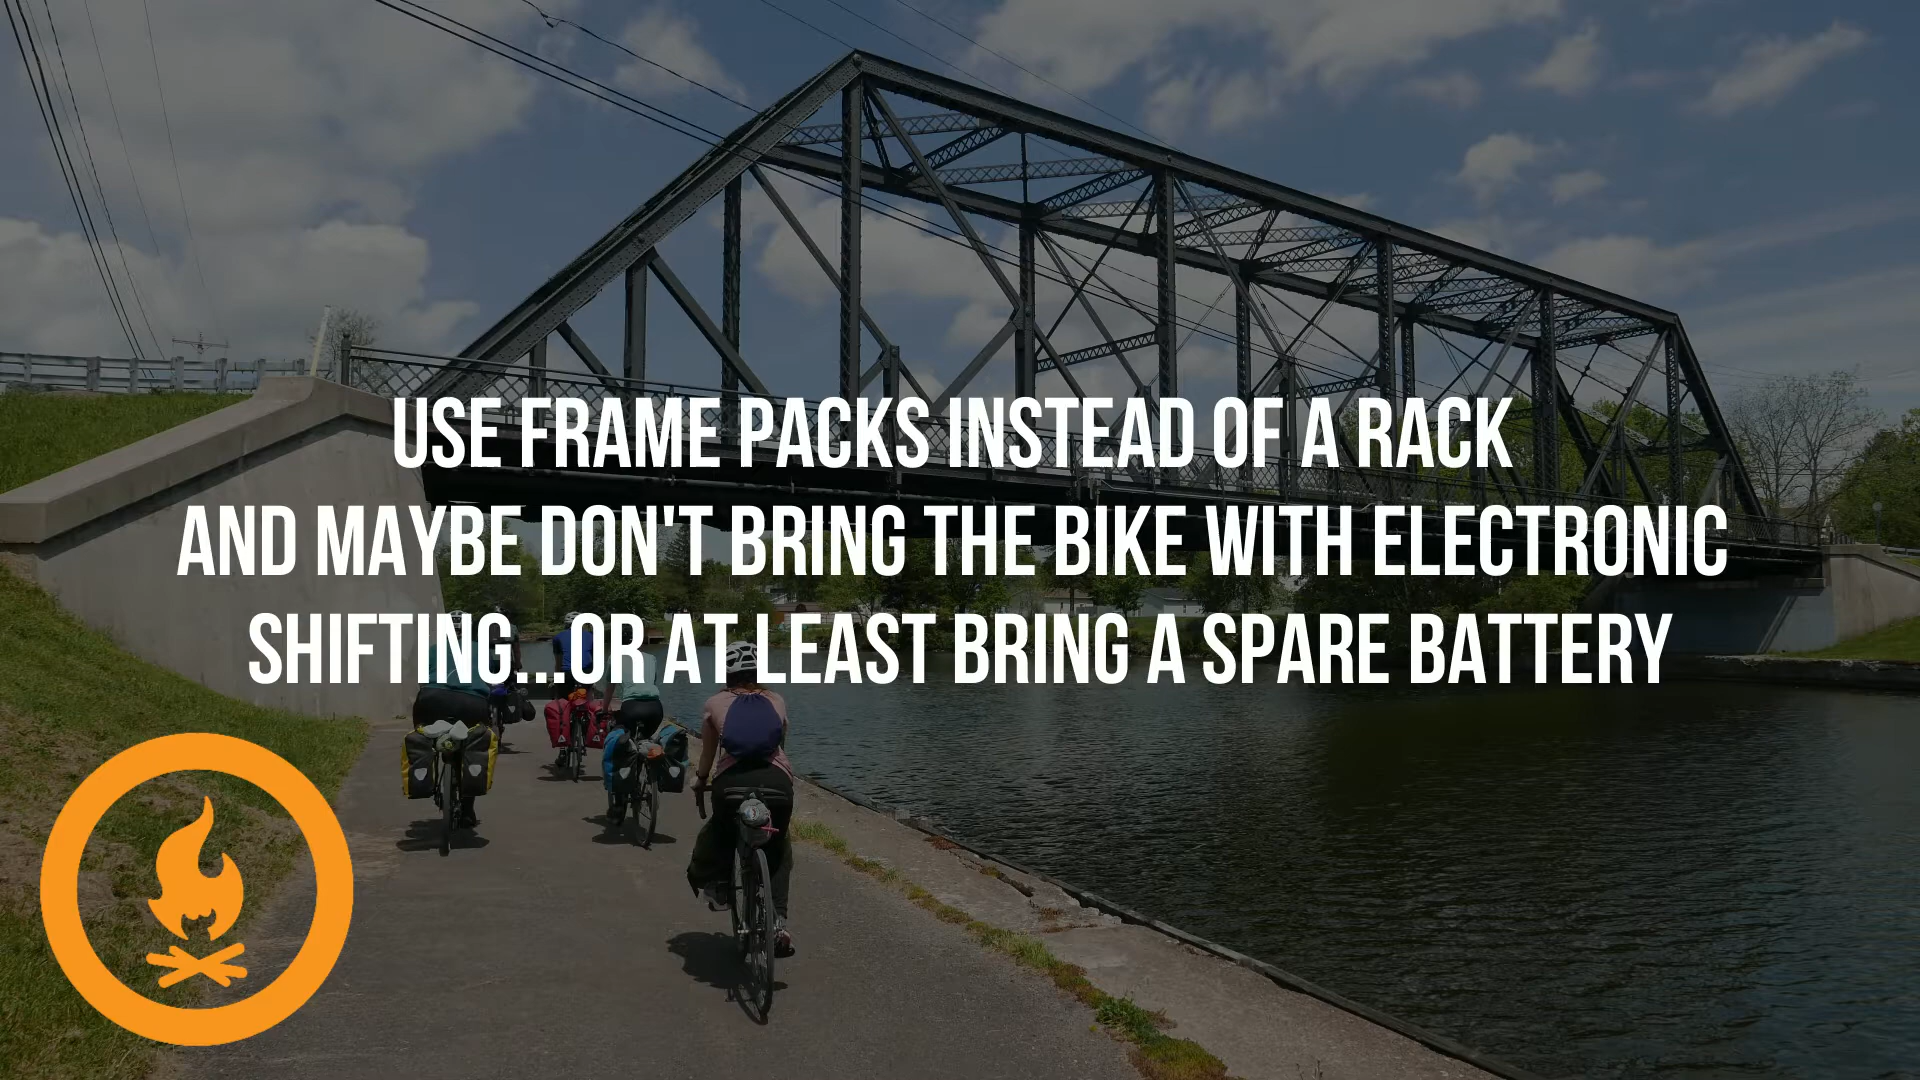 USE FRAME PACKS INSTEAD OF A RACK
AND MAYBE DON'T BRING THE BIKE WITH ELECTRONIC
SHIFTING...OR AT LEAST BRING A SPARE BATTERY